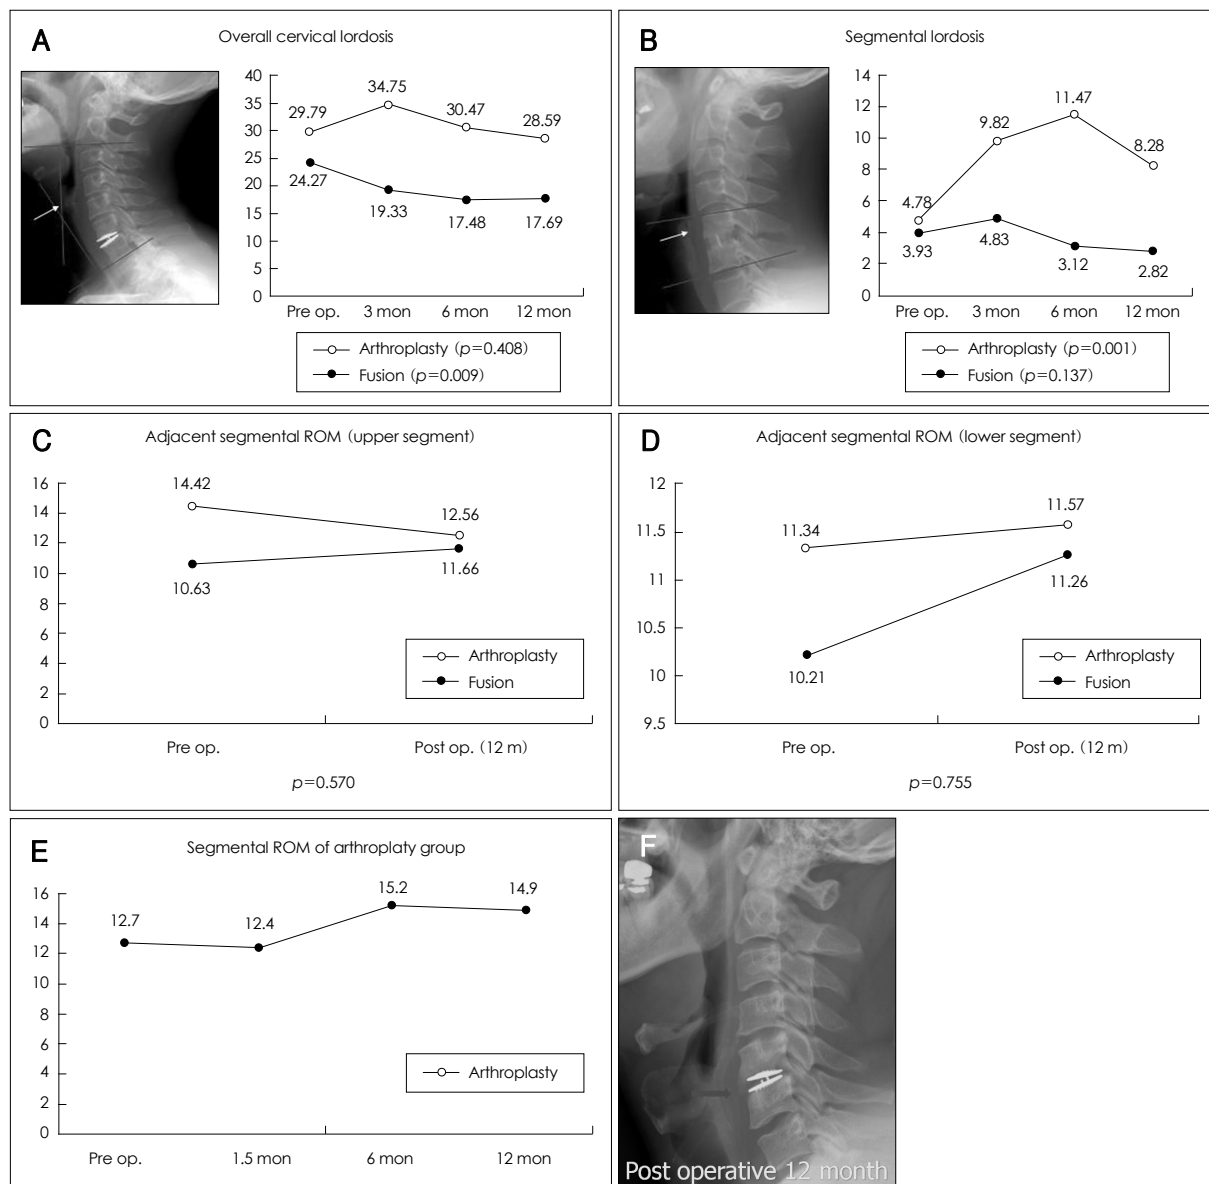 A
Overall cervical lordosis
40
35
30
25
20
15
10
5
0
29.79
34.75
30.47
28.59
24.27
19.33
17.48
17.69
Pre op. 3 mon 6 mon 12 mon
Arthroplasty (p=0.408)
Fusion (p=0.009)
B
Segmental lordosis
14
12
10
8
6
4
2
0
4.78
9.82
11.47
8.28
3.93
4.83
3.12
2.82
Pre op. 3 mon 6 mon 12 mon
Arthroplasty (p=0.001)
Fusion (p=0.137)
C
Adjacent segmental ROM (upper segment)
16
14
12
10
8
6
4
2
0
14.42
12.56
10.63
11.66
Arthroplasty
Fusion
Pre op. Post op. (12 m)
p=0.570
D
Adjacent segmental ROM (lower segment)
12
11.5
11
10.5
10
9.5
11.34
11.57
10.21
11.26
Arthroplasty
Fusion
Pre op. Post op. (12 m)
p=0.755
E
Segmental ROM of arthroplaty group
16
14
12
10
8
6
4
2
0
12.7
12.4
15.2
14.9
Arthroplasty
Pre op. 1.5 mon 6 mon 12 mon
F
Post operative 12 month